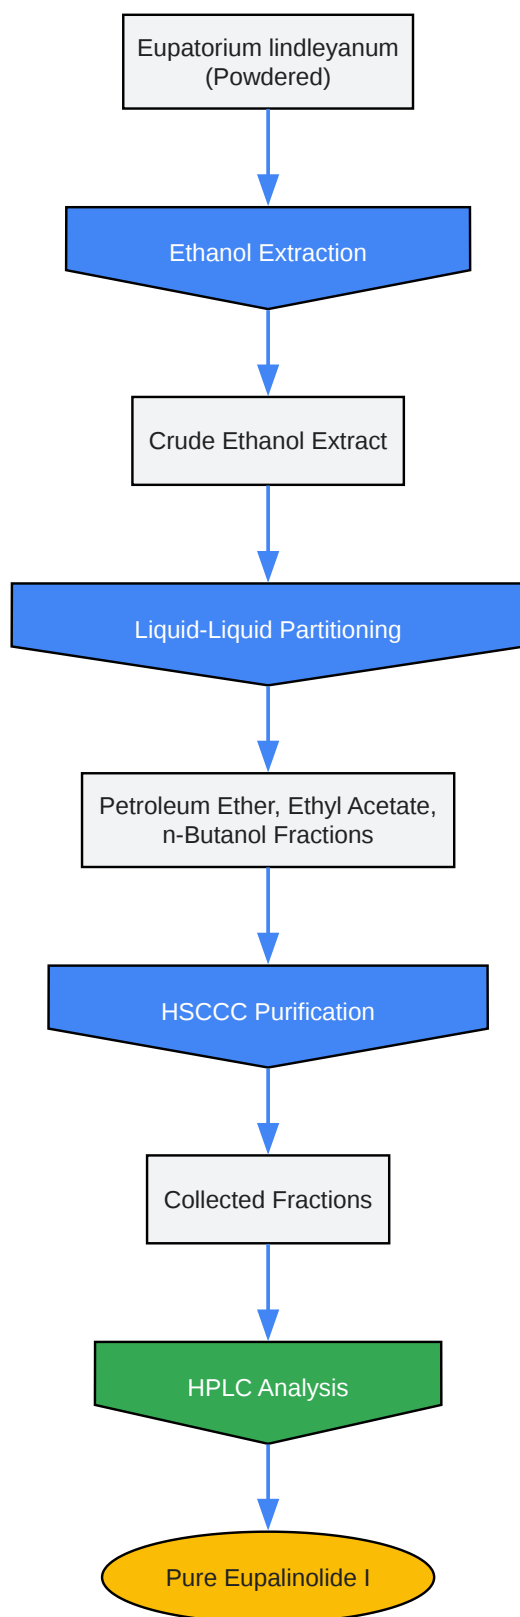 Eupatorium lindleyanum
(Powdered)
Ethanol Extraction
Crude Ethanol Extract
Liquid-Liquid Partitioning
Petroleum Ether, Ethyl Acetate,
n-Butanol Fractions
HSCCC Purification
Collected Fractions
HPLC Analysis
Pure Eupalinolide I